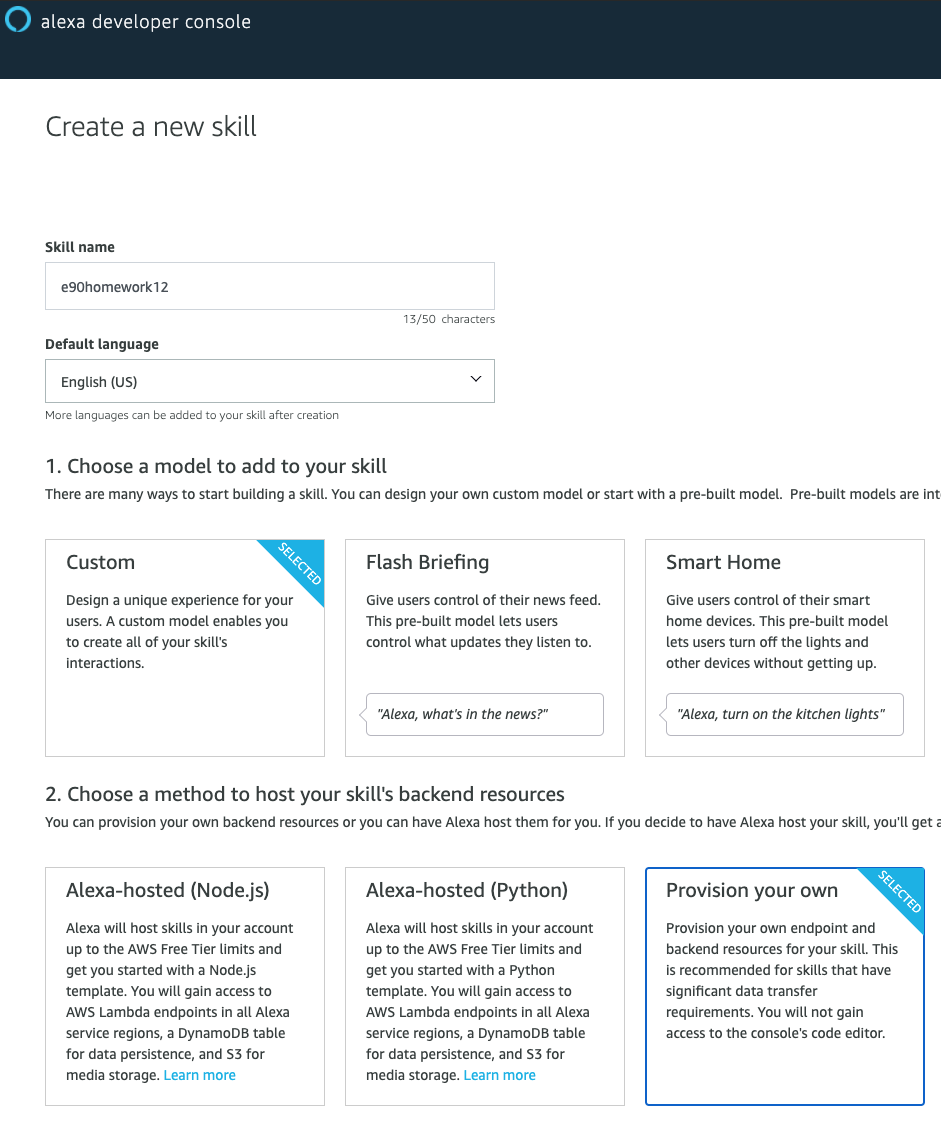 alexa developer console
Create a new skill
Skill name
e90homework12
13/50 characters
Default language
English (US)
More languages can be added to your skill after creation
1. Choose a model to add to your skill
There are many ways to start building a skill. You can design your own custom model or start with a pre-built model. Pre-built models are
Custom
SELECTED
Design a unique experience for your
users. A custom model enables you
to create all of your skill's
interactions.
Flash Briefing
Give users control of their news feed.
This pre-built model lets users
control what updates they listen to.
"Alexa, what's in the news?"
Smart Home
Give users control of their smart
home devices. This pre-built model
lets users turn off the lights and
other devices without getting up.
"Alexa, turn on the kitchen lights"
2. Choose a method to host your skill's backend resources
You can provision your own backend resources or you can have Alexa host them for you. If you decide to have Alexa host your skill, you'll get
Alexa-hosted (Node.js)
Alexa will host skills in your account
up to the AWS Free Tier limits and
get you started with a Node.js
template. You will gain access to
AWS Lambda endpoints in all Alexa
service regions, a DynamoDB table
for data persistence, and S3 for
media storage. Learn more
Alexa-hosted (Python)
Alexa will host skills in your account
up to the AWS Free Tier limits and
get you started with a Python
template. You will gain access to
AWS Lambda endpoints in all Alexa
service regions, a DynamoDB table
for data persistence, and S3 for
media storage. Learn more
Provision your own
SELECTED
Provision your own endpoint and
backend resources for your skill. This
is recommended for skills that have
significant data transfer
requirements. You will not gain
access to the console's code editor.